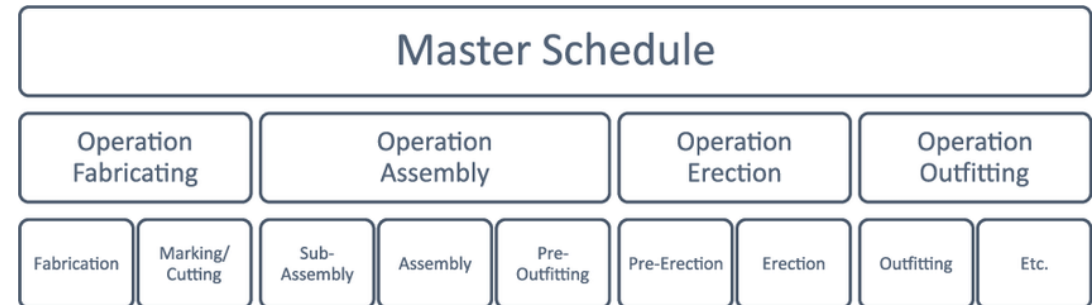 Master Schedule
Operation
Fabricating
Operation
Assembly
Operation
Erection
Operation
Outfitting
Fabrication
Marking/
Cutting
Sub-
Assembly
Assembly
Pre-
Outfitting
Pre-Erection
Erection
Outfitting
Etc.